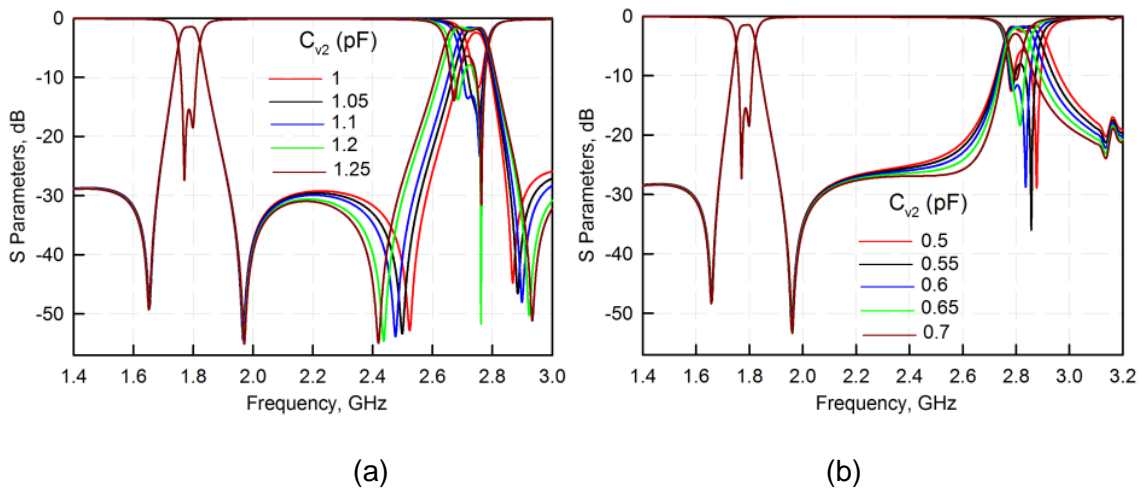 0
-10
-20
-30
-40
-50
S Parameters, dB
C_v2 (pF)
1
1.05
1.1
1.2
1.25
1.4 1.6 1.8 2.0 2.2 2.4 2.6 2.8 3.0
Frequency, GHz
(a)
0
-10
-20
-30
-40
-50
S Parameters, dB
C_v2 (pF)
0.5
0.55
0.6
0.65
0.7
1.4 1.6 1.8 2.0 2.2 2.4 2.6 2.8 3.0 3.2
Frequency, GHz
(b)